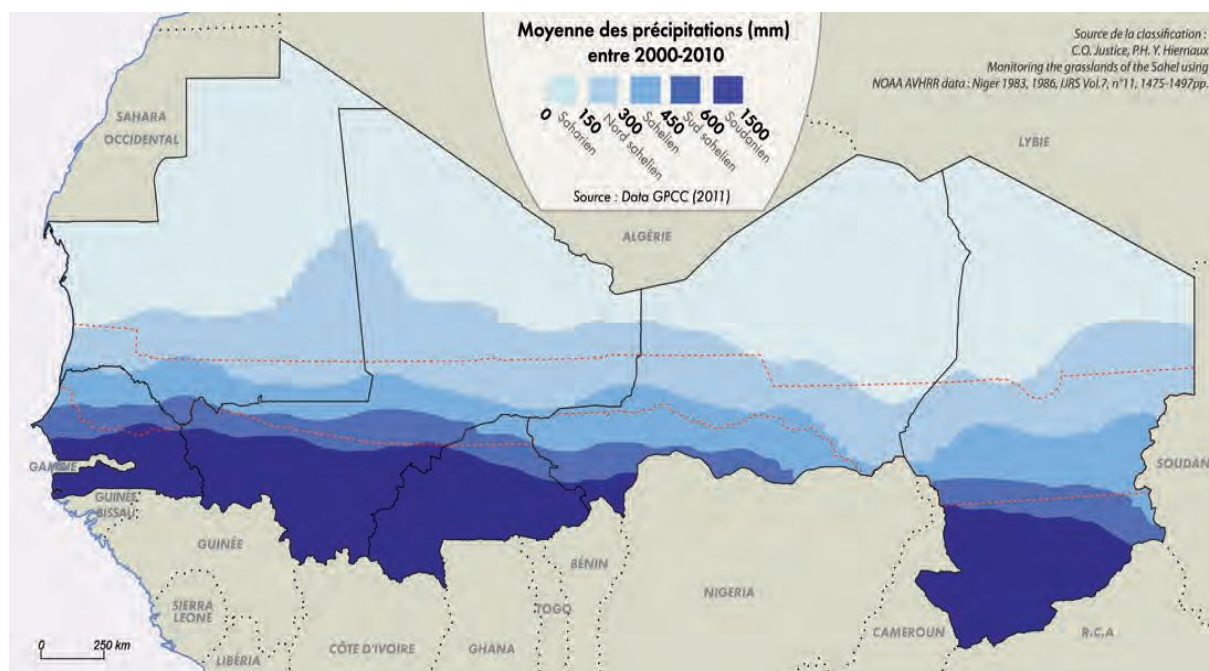 Moyenne des précipitations (mm)
entre 2000-2010
0 150 300 450 600 1500
Saharien
Nord sahelien
Sahelien
Sud sahelien
Soudanien
Source : Data GPCC (2011)
Source de la classification :
C.O. Justice, P.H. Y. Hiernaux
Monitoring the grasslands of the Sahel using
NOAA AVHRR data : Niger 1983, 1986, IJRS Vol.7, n°11, 1475-1497pp.
SAHARA
OCCIDENTAL
LYBIE
ALGÉRIE
GAMBIE
SOUDAN
GUINÉE
BISSAU
GUINÉE
BÉNIN
NIGERIA
SIERRA
LEONE
TOGO
CÔTE D'IVOIRE
GHANA
CAMEROUN
R.C.A
LIBÉRIA
0 250 km